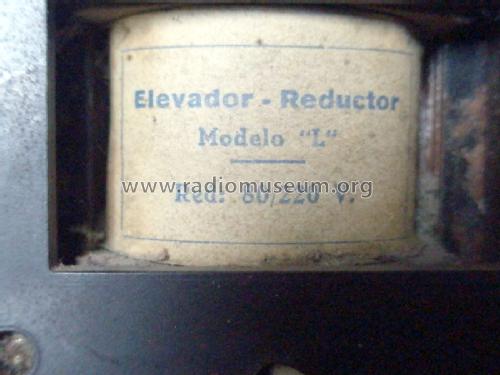 Elevador - Reductor
Modelo "L"
www.radiomuseum.org
Red: 80/220 V.